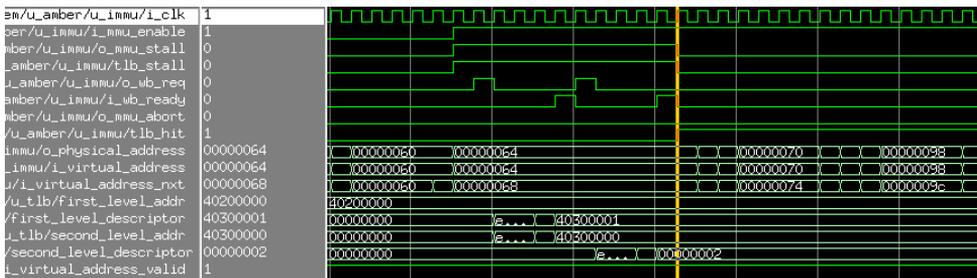 em/u_amber/u_immu/i_clk 1
ber/u_immu/i_mmu_enable 1
mber/u_immu/o_mmu_stall 0
_amber/u_immu/tlb_stall 0
u_amber/u_immu/o_wb_req 0
amber/u_immu/i_wb_ready 0
mber/u_immu/o_mmu_abort 0
/u_amber/u_immu/tlb_hit 1
immu/o_physical_address 00000064 00000060 00000064 00000070 00000098
_immu/i_virtual_address 00000064 00000060 00000064 00000070 00000098
u/i_virtual_address_nxt 00000068 00000060 00000068 00000074 0000009c
/u_tlb/first_level_addr 40200000 40200000
/first_level_descriptor 40300001 00000000 e... 40300001
u_tlb/second_level_addr 40300000 00000000 e... 40300000
/second_level_descriptor 00000002 00000000 e... 00000002
i_virtual_address_valid 1